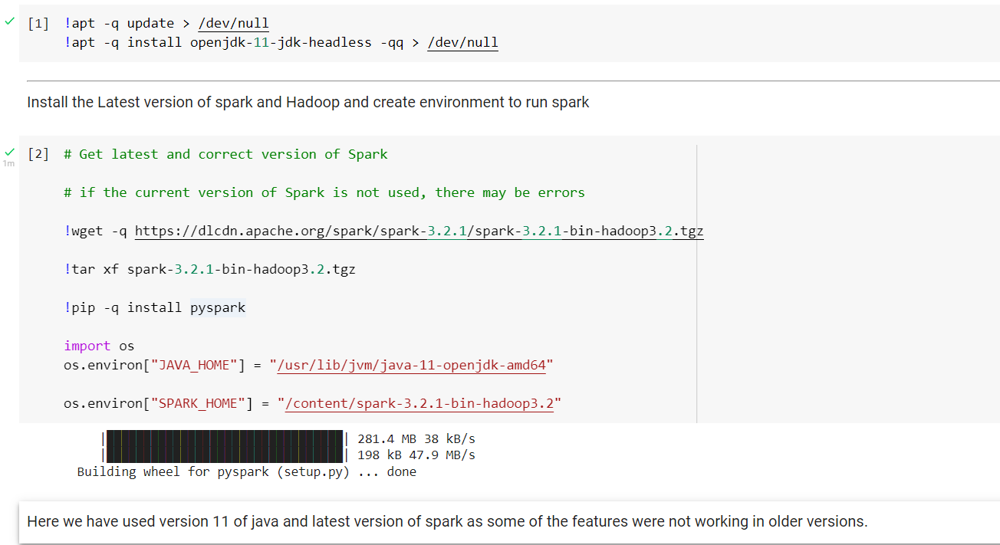 [1] !apt -q update > /dev/null
!apt -q install openjdk-11-jdk-headless -qq > /dev/null
Install the Latest version of spark and Hadoop and create environment to run spark
[2] # Get latest and correct version of Spark
1m
# if the current version of Spark is not used, there may be errors
!wget -q https://dlcdn.apache.org/spark/spark-3.2.1/spark-3.2.1-bin-hadoop3.2.tgz
!tar xf spark-3.2.1-bin-hadoop3.2.tgz
!pip -q install pyspark
import os
os.environ["JAVA_HOME"] = "/usr/lib/jvm/java-11-openjdk-amd64"
os.environ["SPARK_HOME"] = "/content/spark-3.2.1-bin-hadoop3.2"
| | 281.4 MB 38 kB/s
| | 198 kB 47.9 MB/s
Building wheel for pyspark (setup.py) ... done
Here we have used version 11 of java and latest version of spark as some of the features were not working in older versions.